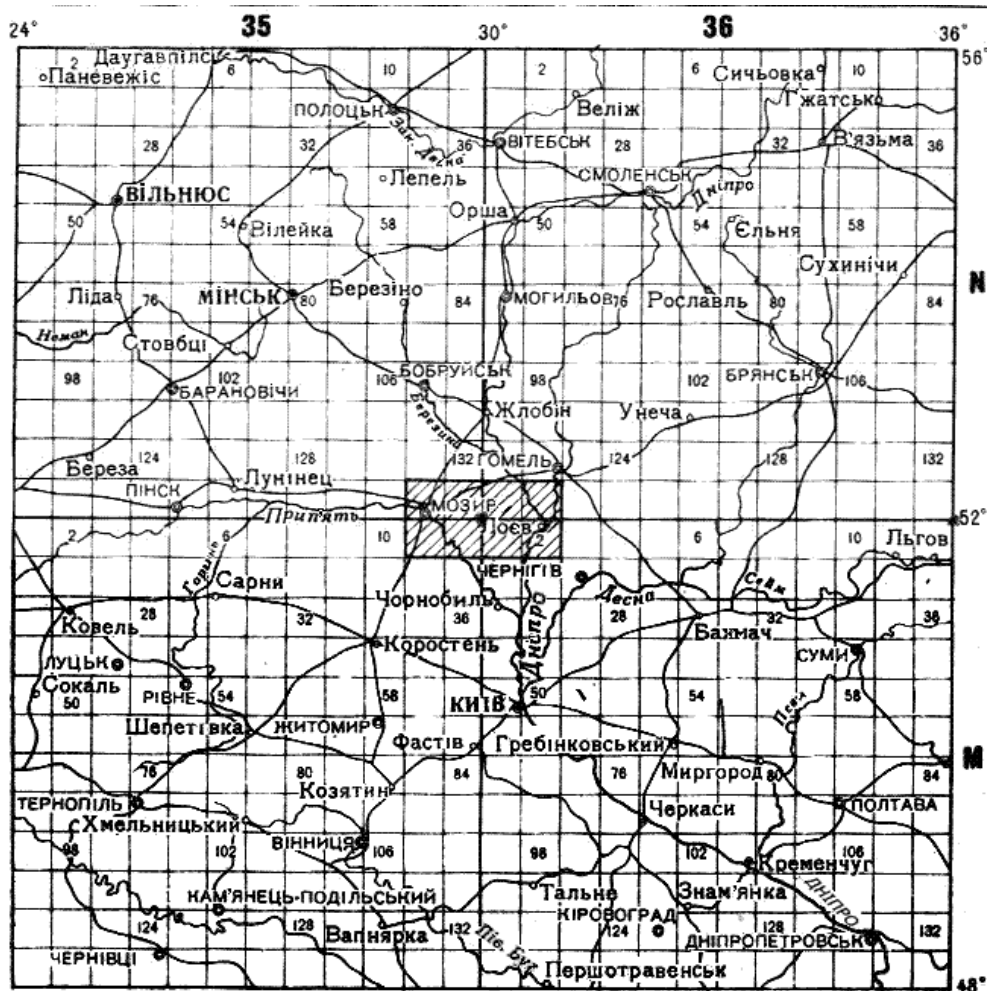 24° 35 30° 36 36°
56°
2 Даугавпілс 6 10 2 6 Сичьовка 10
Паневежіс
Гжатськ
ПОЛОЦЬК Веліж
Зах. Двіна
28 32 36 ВІТЕБСЬК 28 32 В'язьма 36
Лепель СМОЛЕНСЬК Дніпро
ВІЛЬНЮС
50 54 Вілейка 58 Орша 50 54 Єльня 58
Сухинічи
N
Ліда 76 МІНСЬК 80 Березіно 84 МОГИЛЬОВ 76 Рославль 80 84
Неман
Стовбці
98 102 106 БОБРУЙСЬК 98 102 БРЯНСЬК 106
БАРАНОВІЧИ
Березина Жлобін Унеча
Береза 124 128 132 ГОМЕЛЬ 124 128 132
Лунінец
ПІНСК МОЗИР
Прип'ять Лоєв 52°
2 6 10 2 6 10 Льгов
Горинь
ЧЕРНІГІВ
Сарни Десна Сейм
Чорнобиль
28 32 36 28 32 36
Ковель Бахмач
Коростень Дніпро
ЛУЦЬК СУМИ
Сокаль РІВНЕ
50 54 58 50 54 58
КИЇВ Псел
Шепетівка ЖИТОМИР
Фастів Гребінковський
M
76 80 84 76 Миргород 80 84
Козятин
ТЕРНОПІЛЬ ПОЛТАВА
Черкаси
Хмельницький
ВІННИЦЯ
98 102 106 98 102 106
Кременчуг
КАМ'ЯНЕЦЬ-ПОДІЛЬСЬКИЙ Тальне Знам'янка ДНІПРО
КІРОВОГРАД
124 128 Вапнярка 132 Пів. Буг 124 128 132
ДНІПРОПЕТРОВСЬК
ЧЕРНІВЦІ
Першотравенськ 48°